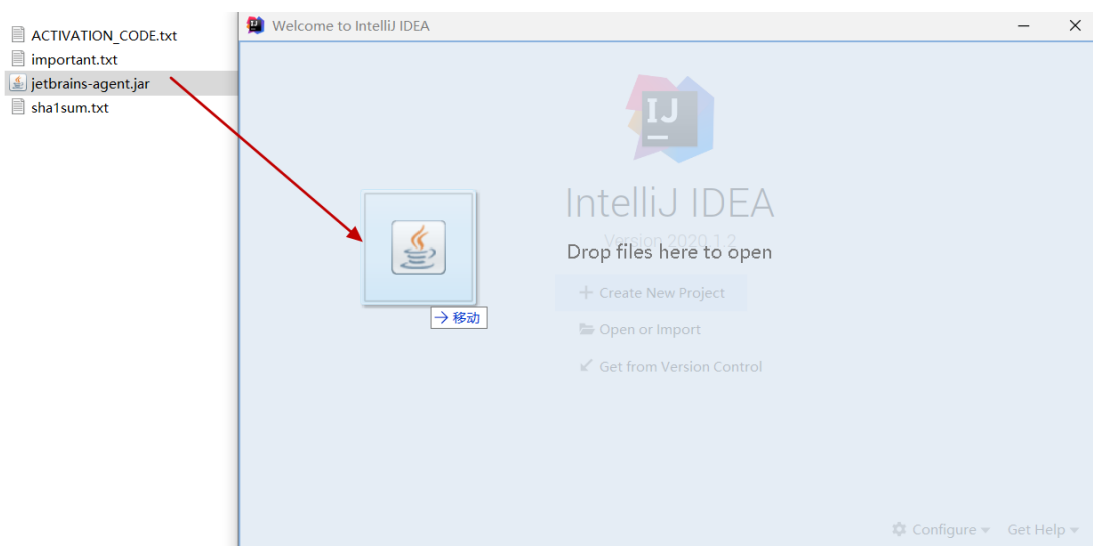 ACTIVATION_CODE.txt
important.txt
jetbrains-agent.jar
sha1sum.txt
Welcome to IntelliJ IDEA
IJ
IntelliJ IDEA
Version 2020.1.2
Drop files here to open
Create New Project
移动
Open or Import
Get from Version Control
Configure
Get Help